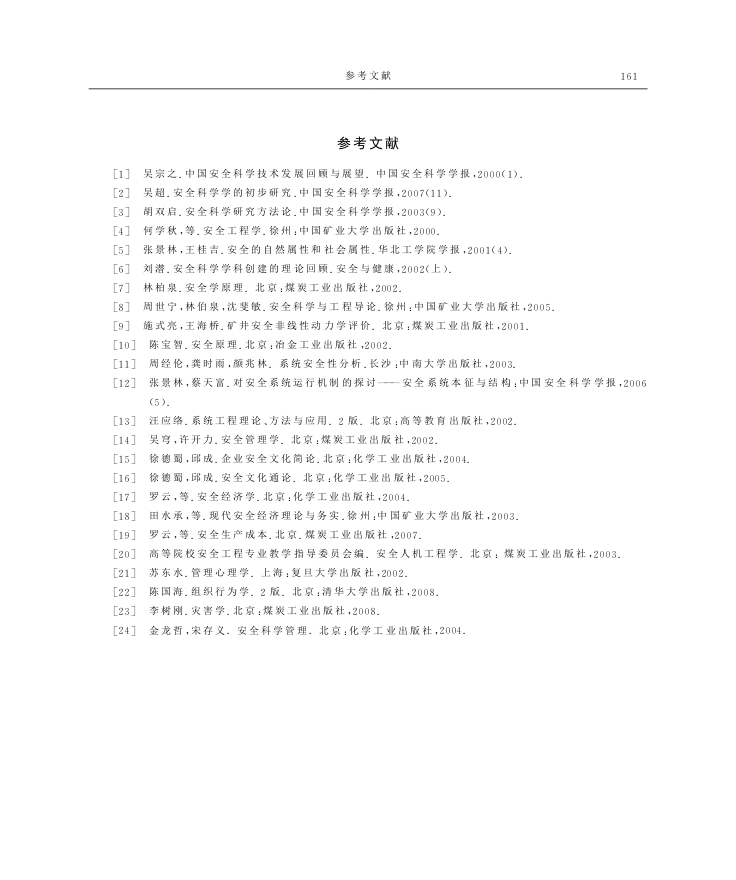 参考文献 161
参考文献
[1] 吴宗之.中国安全科学技术发展回顾与展望. 中国安全科学学报,2000(1).
[2] 吴超.安全科学学的初步研究.中国安全科学学报,2007(11).
[3] 胡双启.安全科学研究方法论.中国安全科学学报,2003(9).
[4] 何学秋,等.安全工程学.徐州:中国矿业大学出版社,2000.
[5] 张景林,王桂吉.安全的自然属性和社会属性.华北工学院学报,2001(4).
[6] 刘潜.安全科学学科创建的理论回顾.安全与健康,2002(上).
[7] 林柏泉.安全学原理. 北京:煤炭工业出版社,2002.
[8] 周世宁,林伯泉,沈斐敏.安全科学与工程导论.徐州:中国矿业大学出版社,2005.
[9] 施式亮,王海桥.矿井安全非线性动力学评价. 北京:煤炭工业出版社,2001.
[10] 陈宝智.安全原理.北京:冶金工业出版社,2002.
[11] 周经伦,龚时雨,颜兆林. 系统安全性分析.长沙:中南大学出版社,2003.
[12] 张景林,蔡天富.对安全系统运行机制的探讨——安全系统本征与结构:中国安全科学学报,2006
(5).
[13] 汪应络.系统工程理论、方法与应用. 2 版. 北京:高等教育出版社,2002.
[14] 吴穹,许开力.安全管理学. 北京:煤炭工业出版社,2002.
[15] 徐德蜀,邱成.企业安全文化简论.北京:化学工业出版社,2004.
[16] 徐德蜀,邱成.安全文化通论. 北京:化学工业出版社,2005.
[17] 罗云,等.安全经济学.北京:化学工业出版社,2004.
[18] 田水承,等.现代安全经济理论与务实.徐州:中国矿业大学出版社,2003.
[19] 罗云,等.安全生产成本.北京.煤炭工业出版社,2007.
[20] 高等院校安全工程专业教学指导委员会编. 安全人机工程学. 北京: 煤炭工业出版社,2003.
[21] 苏东水.管理心理学. 上海:复旦大学出版社,2002.
[22] 陈国海.组织行为学. 2 版. 北京:清华大学出版社,2008.
[23] 李树刚.灾害学.北京:煤炭工业出版社,2008.
[24] 金龙哲,宋存义. 安全科学管理. 北京:化学工业出版社,2004.